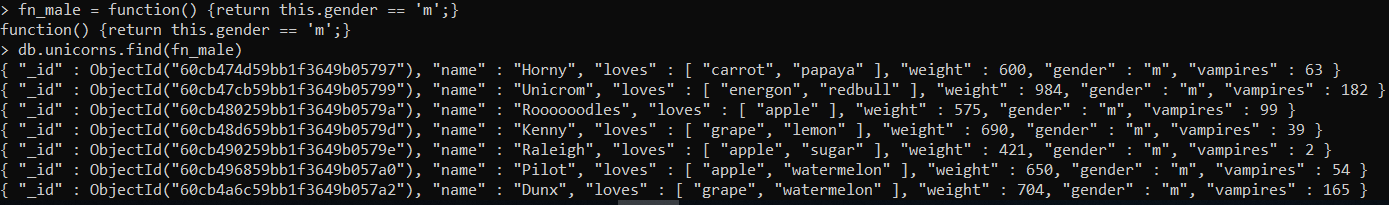 > fn_male = function() {return this.gender == 'm';}
function() {return this.gender == 'm';}
> db.unicorns.find(fn_male)
{ "_id" : ObjectId("60cb474d59bb1f3649b05797"), "name" : "Horny", "loves" : [ "carrot", "papaya" ], "weight" : 600, "gender" : "m", "vampires" : 63 }
{ "_id" : ObjectId("60cb47cb59bb1f3649b05799"), "name" : "Unicrom", "loves" : [ "energon", "redbull" ], "weight" : 984, "gender" : "m", "vampires" : 182 }
{ "_id" : ObjectId("60cb480259bb1f3649b0579a"), "name" : "Roooooodles", "loves" : [ "apple" ], "weight" : 575, "gender" : "m", "vampires" : 99 }
{ "_id" : ObjectId("60cb48d659bb1f3649b0579d"), "name" : "Kenny", "loves" : [ "grape", "lemon" ], "weight" : 690, "gender" : "m", "vampires" : 39 }
{ "_id" : ObjectId("60cb490259bb1f3649b0579e"), "name" : "Raleigh", "loves" : [ "apple", "sugar" ], "weight" : 421, "gender" : "m", "vampires" : 2 }
{ "_id" : ObjectId("60cb496859bb1f3649b057a0"), "name" : "Pilot", "loves" : [ "apple", "watermelon" ], "weight" : 650, "gender" : "m", "vampires" : 54 }
{ "_id" : ObjectId("60cb4a6c59bb1f3649b057a2"), "name" : "Dunx", "loves" : [ "grape", "watermelon" ], "weight" : 704, "gender" : "m", "vampires" : 165 }